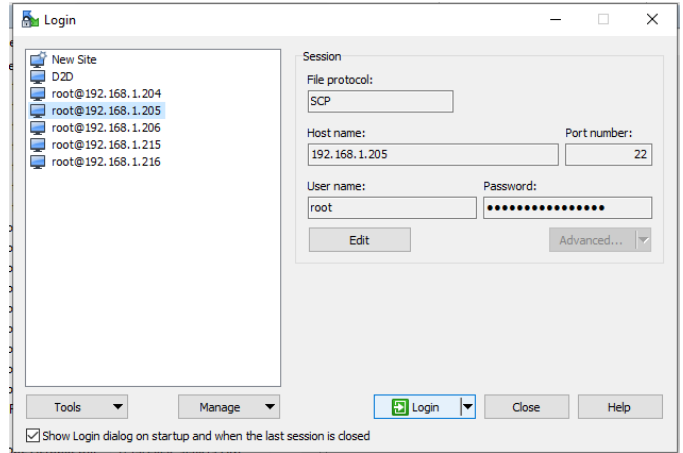 Login
New Site
D2D
root@192.168.1.204
root@192.168.1.205
root@192.168.1.206
root@192.168.1.215
root@192.168.1.216
Session
File protocol:
SCP
Host name:
Port number:
192.168.1.205
22
User name:
Password:
root
••••••••••••••••
Edit
Advanced...
Tools
Manage
Login
Close
Help
Show Login dialog on startup and when the last session is closed